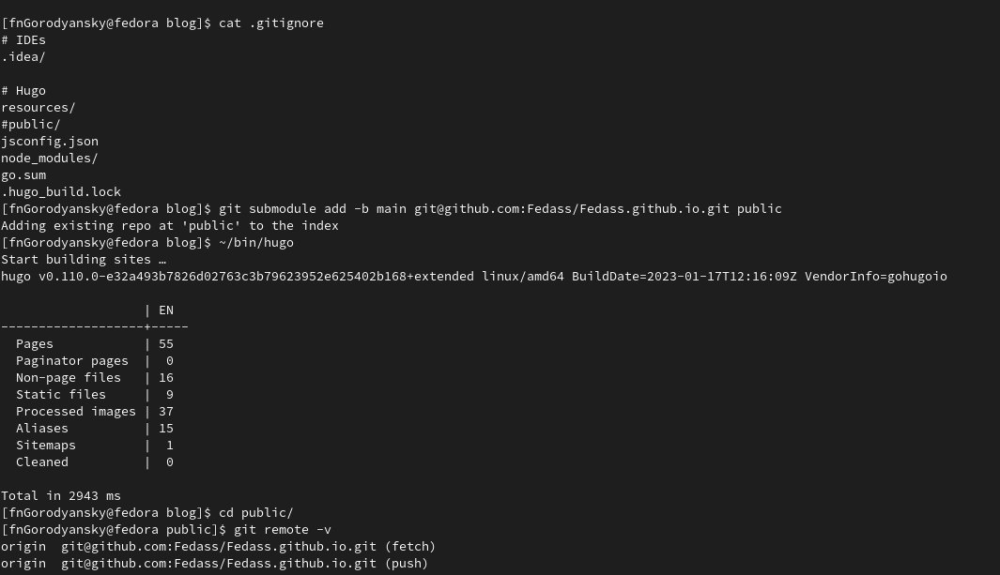 [fnGorodyansky@fedora blog]$ cat .gitignore
# IDEs
.idea/
# Hugo
resources/
#public/
jsconfig.json
node_modules/
go.sum
.hugo_build.lock
[fnGorodyansky@fedora blog]$ git submodule add -b main git@github.com:Fedass/Fedass.github.io.git public
Adding existing repo at 'public' to the index
[fnGorodyansky@fedora blog]$ ~/bin/hugo
Start building sites …
hugo v0.110.0-e32a493b7826d02763c3b79623952e625402b168+extended linux/amd64 BuildDate=2023-01-17T12:16:09Z VendorInfo=gohugoio
                   | EN
-------------------+-----
  Pages            | 55
  Paginator pages  |  0
  Non-page files   | 16
  Static files     |  9
  Processed images | 37
  Aliases          | 15
  Sitemaps         |  1
  Cleaned          |  0
Total in 2943 ms
[fnGorodyansky@fedora blog]$ cd public/
[fnGorodyansky@fedora public]$ git remote -v
origin  git@github.com:Fedass/Fedass.github.io.git (fetch)
origin  git@github.com:Fedass/Fedass.github.io.git (push)